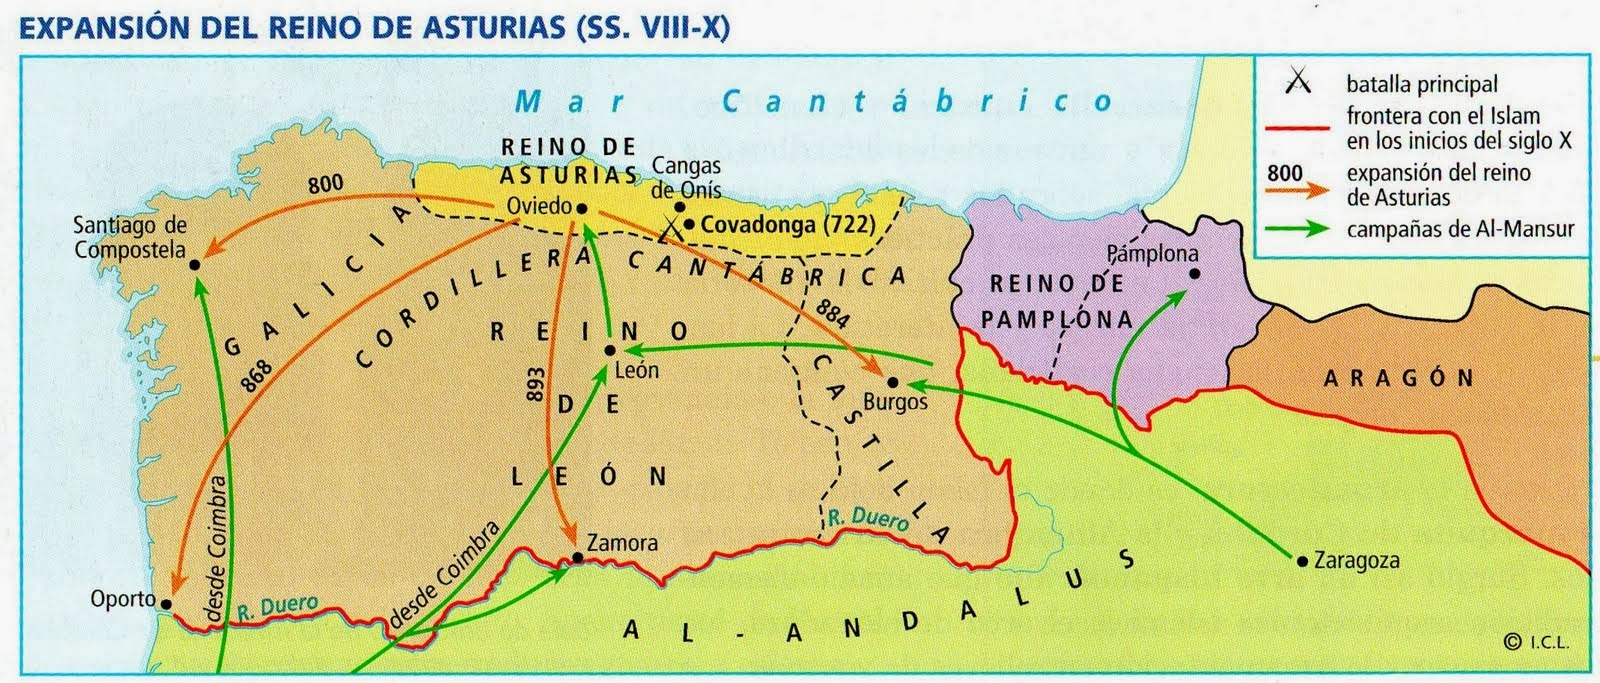 EXPANSIÓN DEL REINO DE ASTURIAS (SS. VIII-X)
Mar Cantábrico
batalla principal
frontera con el Islam
en los inicios del siglo X
800
expansión del reino
de Asturias
campañas de Al-Mansur
REINO DE
ASTURIAS
Cangas
de Onís
Oviedo
Covadonga (722)
800
Santiago de
Compostela
GALICIA
CORDILLERA CANTÁBRICA
Pámplona
REINO DE
PAMPLONA
884
868
893
REINO
DE
LEÓN
León
Burgos
CASTILLA
ARAGÓN
R. Duero
Zamora
desde Coimbra
desde Coimbra
Oporto
R. Duero
Zaragoza
AL-ANDALUS
© I.C.L.